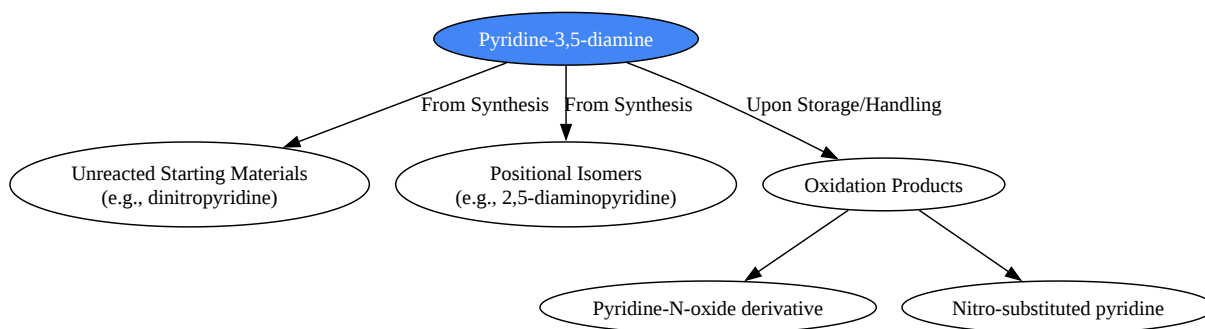 Pyridine-3,5-diamine
From Synthesis
From Synthesis
Upon Storage/Handling
Unreacted Starting Materials
(e.g., dinitropyridine)
Positional Isomers
(e.g., 2,5-diaminopyridine)
Oxidation Products
Pyridine-N-oxide derivative
Nitro-substituted pyridine